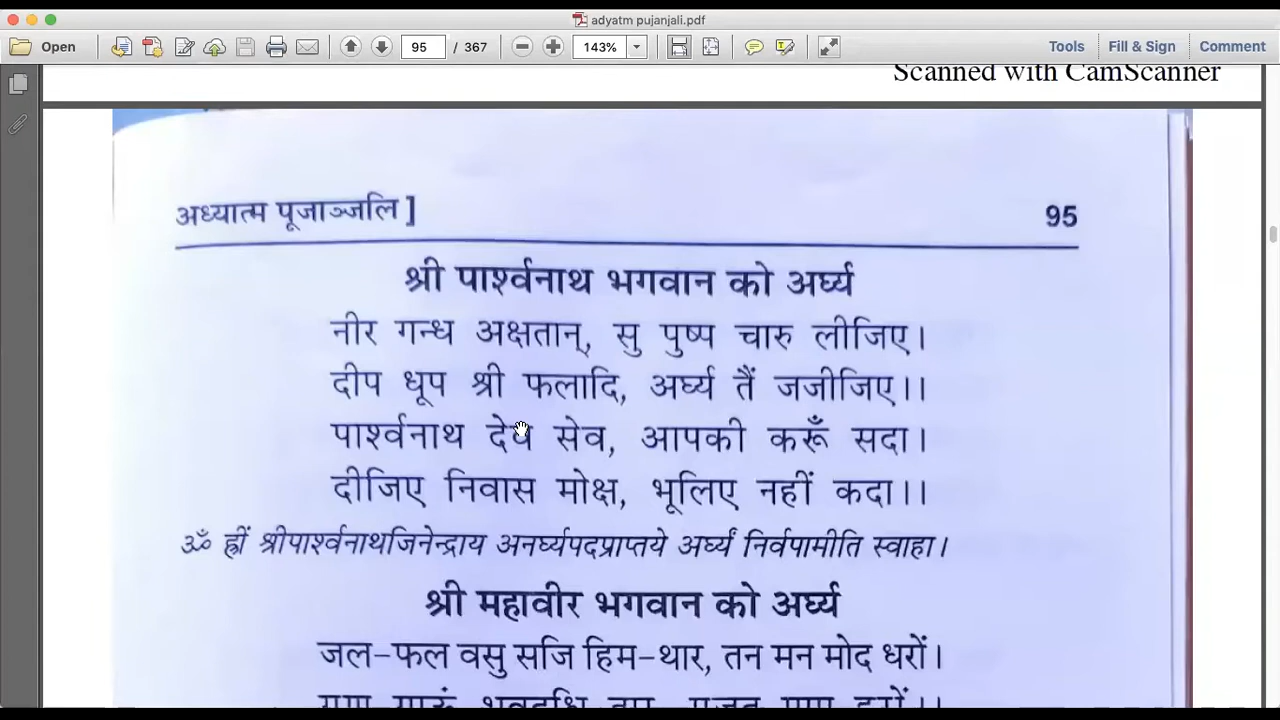 adyatm pujanjali.pdf
Open 95 / 367 143% Tools Fill & Sign Comment
Scanned with CamScanner
अध्यात्म पूजाञ्जलि ] 95
श्री पार्श्वनाथ भगवान को अर्घ्य
नीर गन्ध अक्षतान्, सु पुष्प चारु लीजिए।
दीप धूप श्री फलादि, अर्घ्य तैं जजीजिए।।
पार्श्वनाथ देव सेव, आपकी करूँ सदा।
दीजिए निवास मोक्ष, भूलिए नहीं कदा।।
ॐ ह्रीं श्रीपार्श्वनाथजिनेन्द्राय अनर्घ्यपदप्राप्तये अर्घ्यं निर्वपामीति स्वाहा।
श्री महावीर भगवान को अर्घ्य
जल-फल वसु सजि हिम-थार, तन मन मोद धरों।